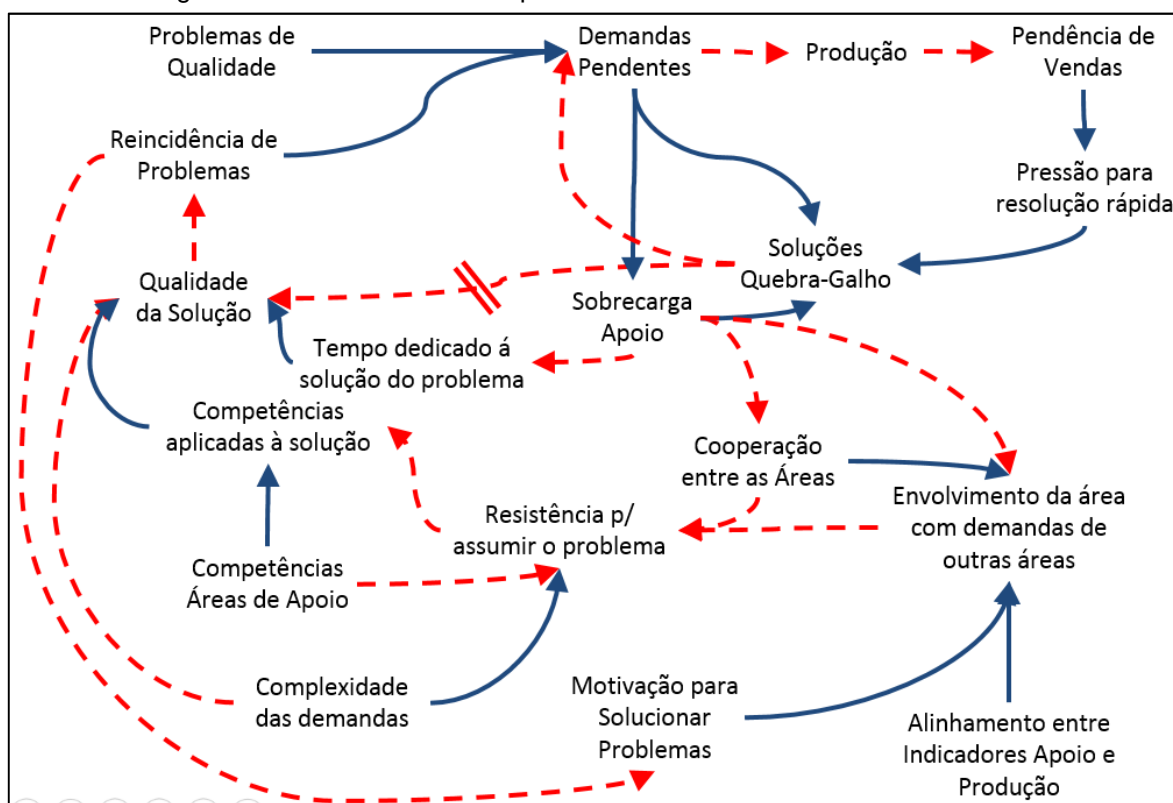 Problemas de
Qualidade
Demandas
Pendentes
Produção
Pendência de
Vendas
Reincidência de
Problemas
Pressão para
resolução rápida
Soluções
Quebra-Galho
Qualidade
da Solução
Sobrecarga
Apoio
Tempo dedicado á
solução do problema
Competências
aplicadas à solução
Cooperação
entre as Áreas
Envolvimento da área
com demandas de
outras áreas
Resistência p/
assumir o problema
Competências
Áreas de Apoio
Complexidade
das demandas
Motivação para
Solucionar
Problemas
Alinhamento entre
Indicadores Apoio e
Produção